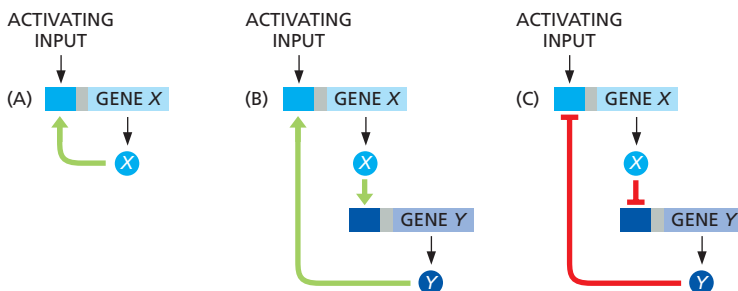 ACTIVATING
INPUT
(A)
GENE X
X
ACTIVATING
INPUT
(B)
GENE X
X
GENE Y
Y
ACTIVATING
INPUT
(C)
GENE X
X
GENE Y
Y